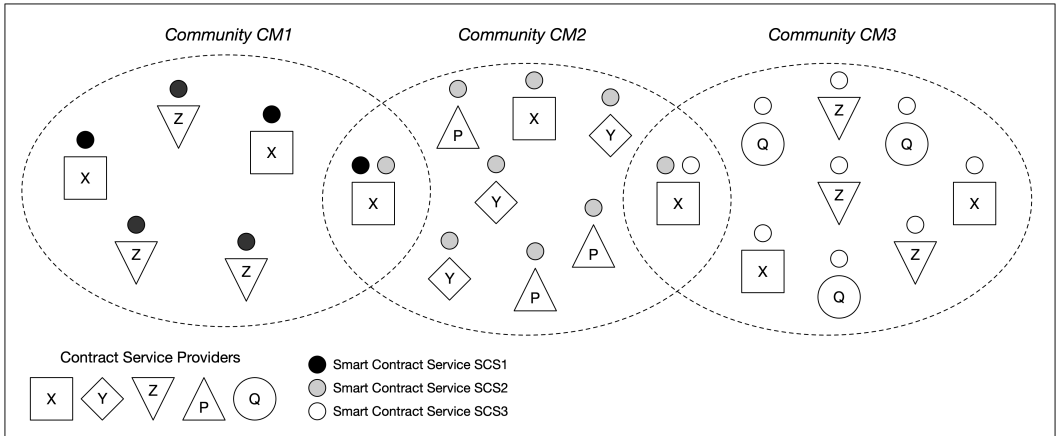 Community CM1
Community CM2
Community CM3
Z
X
X
Z
Z
X
P
X
Y
Y
Y
P
P
X
Z
Q
Q
Z
X
X
Q
Z
Contract Service Providers
X
Y
Z
P
Q
Smart Contract Service SCS1
Smart Contract Service SCS2
Smart Contract Service SCS3